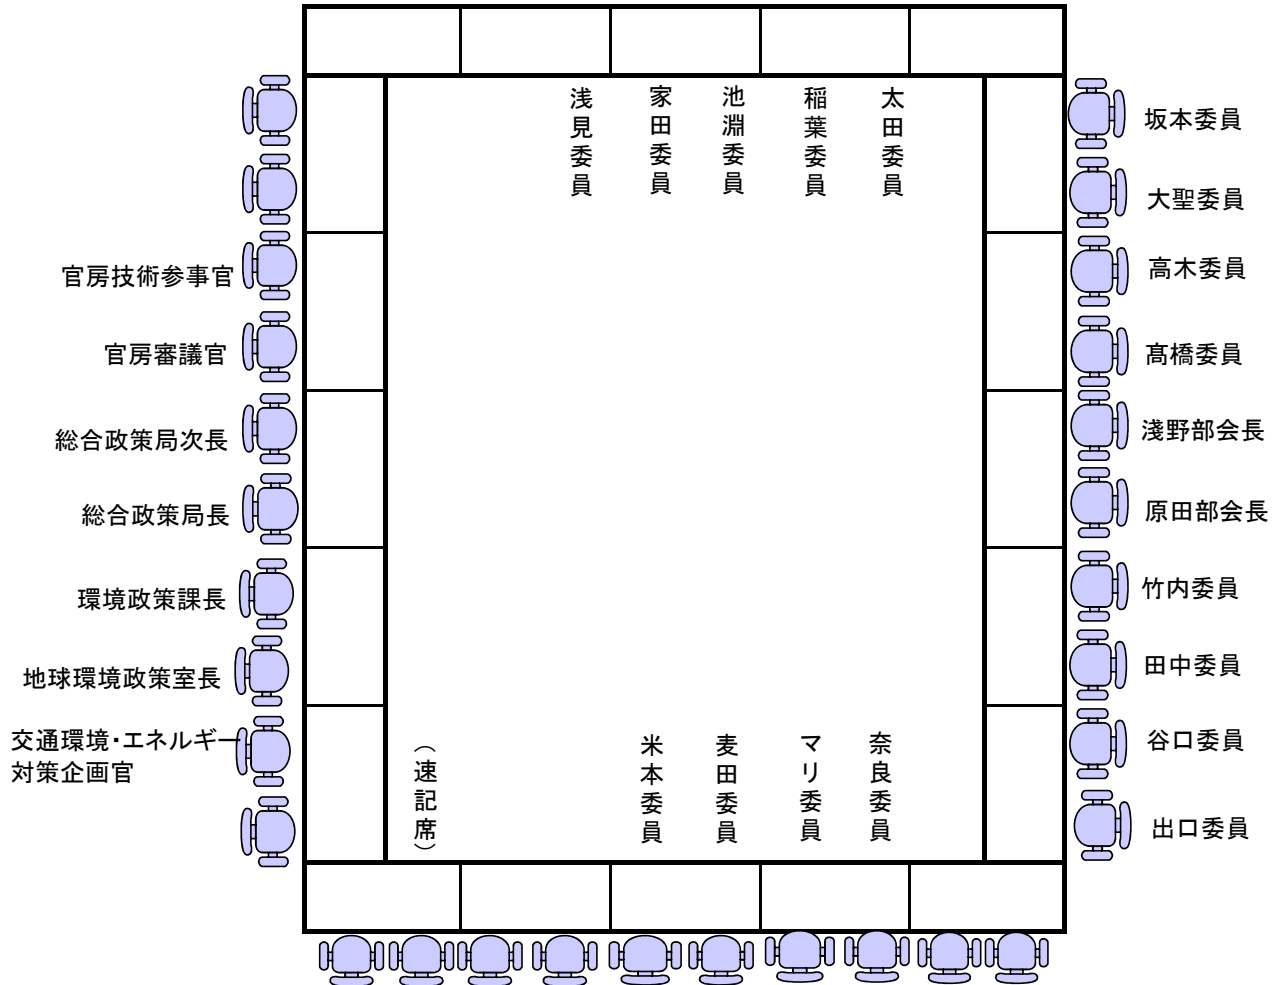 浅見委員
家田委員
池淵委員
稲葉委員
太田委員
坂本委員
大聖委員
官房技術参事官
高木委員
官房審議官
髙橋委員
総合政策局次長
淺野部会長
総合政策局長
原田部会長
環境政策課長
竹内委員
地球環境政策室長
田中委員
交通環境・エネルギー
対策企画官
谷口委員
出口委員
(速記席)
米本委員
麦田委員
マリ委員
奈良委員